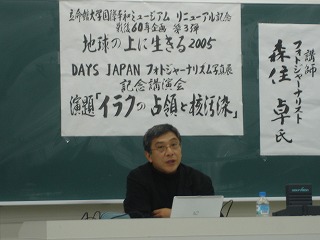 立命館大学国際平和ミュージアム リニューアル記念
戦後60年企画 第3弾
地球の上に生きる2005
DAYS JAPAN フォトジャーナリズム写真展
記念講演会
演題「イラクの占領と核汚染」
講師
フォトジャーナリスト
森住 卓氏